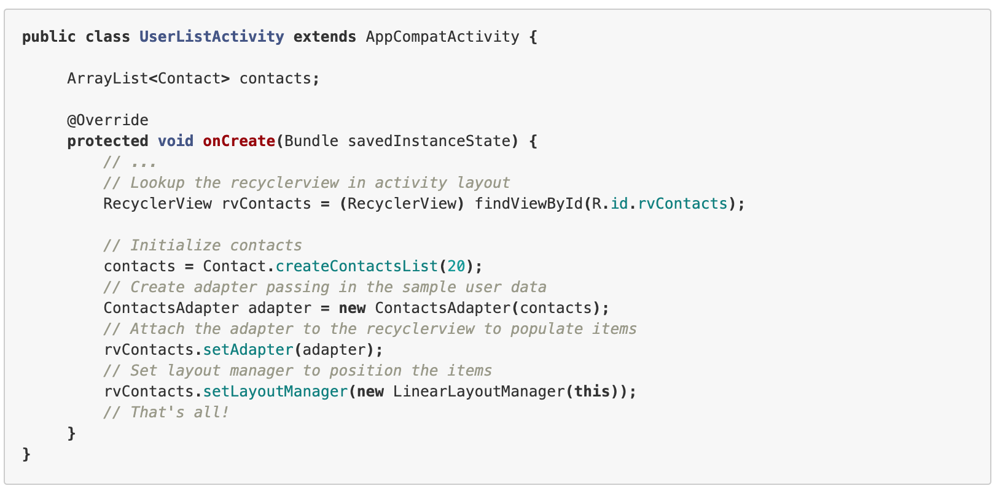 public class UserListActivity extends AppCompatActivity {
ArrayList<Contact> contacts;
@Override
protected void onCreate(Bundle savedInstanceState) {
// ...
// Lookup the recyclerview in activity layout
RecyclerView rvContacts = (RecyclerView) findViewById(R.id.rvContacts);
// Initialize contacts
contacts = Contact.createContactsList(20);
// Create adapter passing in the sample user data
ContactsAdapter adapter = new ContactsAdapter(contacts);
// Attach the adapter to the recyclerview to populate items
rvContacts.setAdapter(adapter);
// Set layout manager to position the items
rvContacts.setLayoutManager(new LinearLayoutManager(this));
// That's all!
}
}